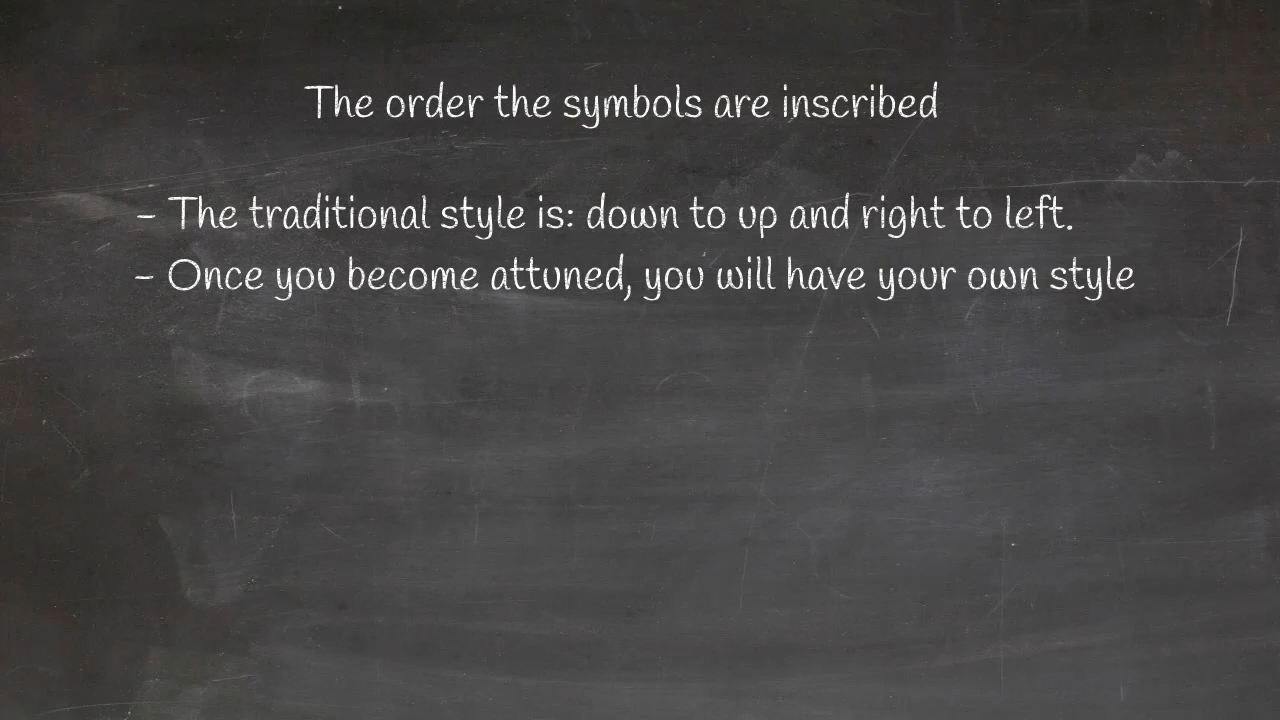 The order the symbols are inscribed
- The traditional style is: down to up and right to left.
- Once you become attuned, you will have your own style